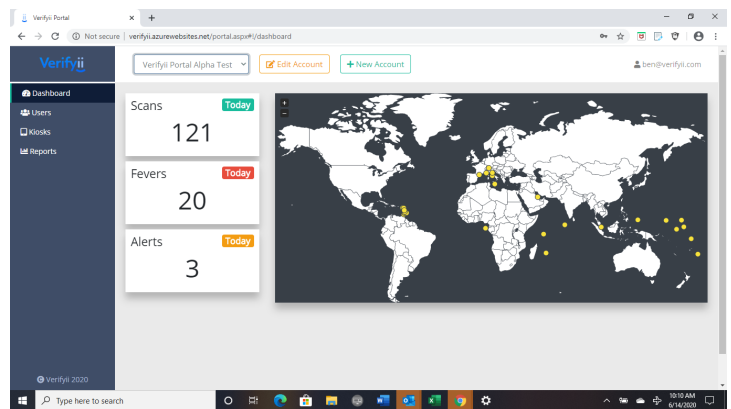 Verifyii Portal
Not secure | verifyii.azurewebsites.net/portal.aspx#!/dashboard
Verifyii
Verifyii Portal Alpha Test
Edit Account
+ New Account
ben@verifyii.com
Dashboard
Users
Kiosks
Reports
Scans Today
121
Fevers Today
20
Alerts Today
3
© Verifyii 2020
Type here to search
10:10 AM
6/14/2020